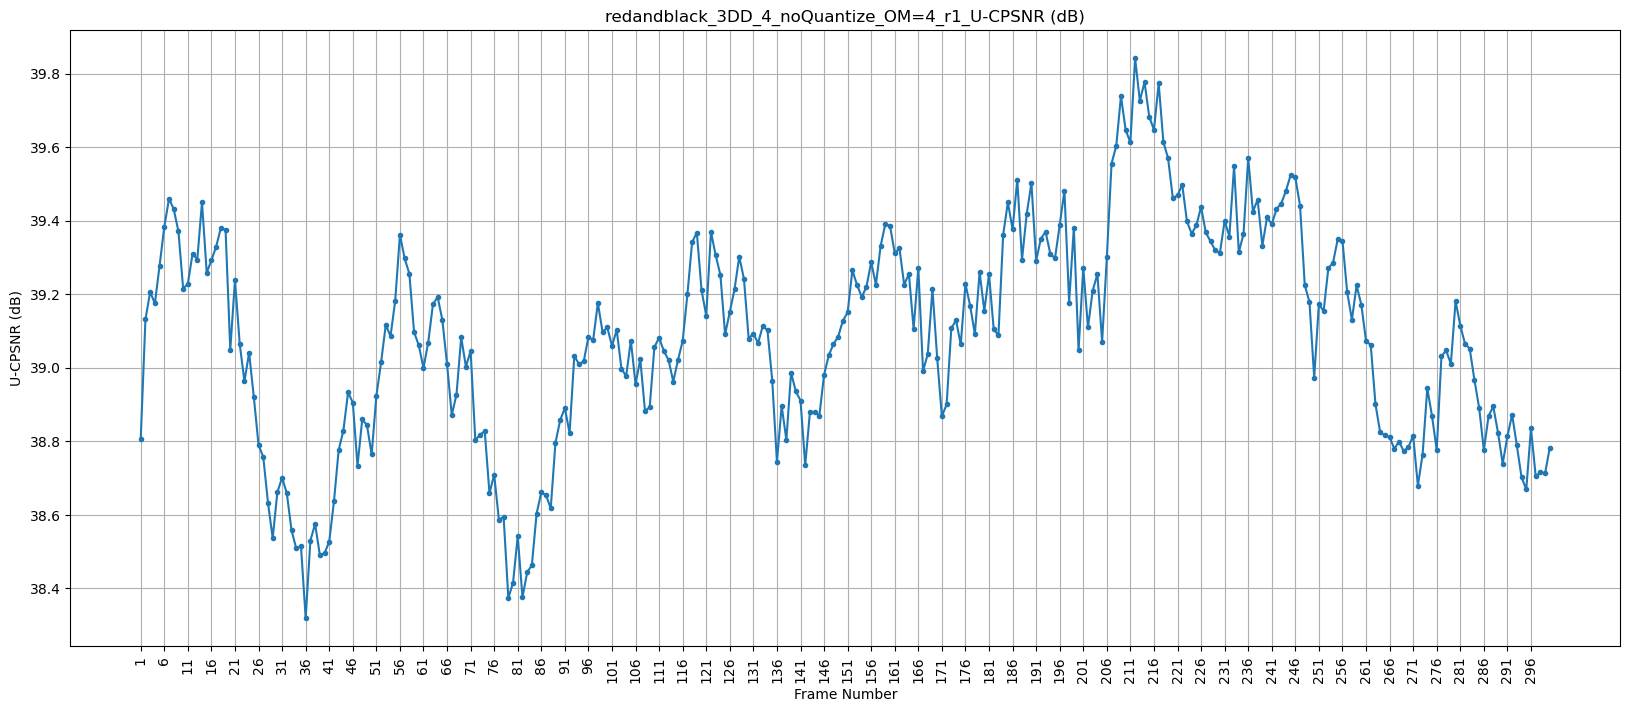 redandblack_3DD_4_noQuantize_OM=4_r1_U-CPSNR (dB)
U-CPSNR (dB)
39.8
39.6
39.4
39.2
39.0
38.8
38.6
38.4
1 6 11 16 21 26 31 36 41 46 51 56 61 66 71 76 81 86 91 96 101 106 111 116 121 126 131 136 141 146 151 156 161 166 171 176 181 186 191 196 201 206 211 216 221 226 231 236 241 246 251 256 261 266 271 276 281 286 291 296
Frame Number